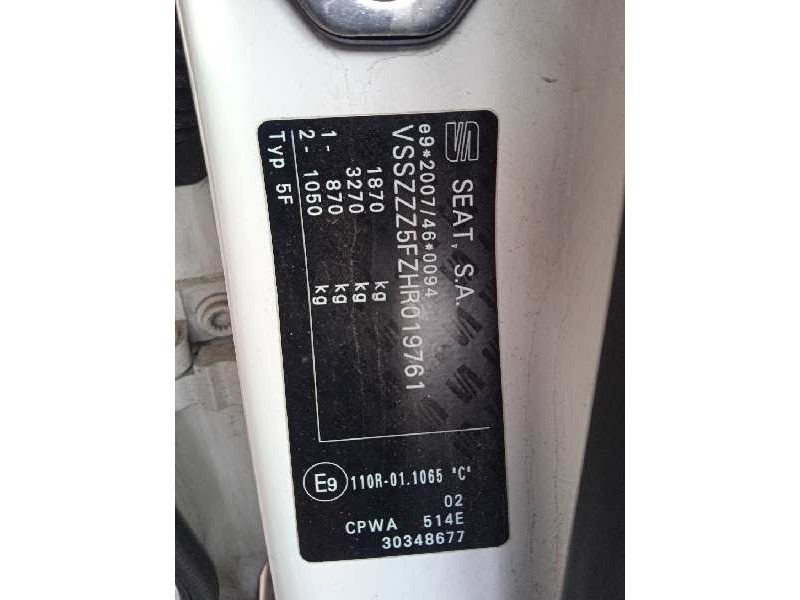 SEAT, S.A.
e9*2007/46*0094
VSSZZZ5FZHR019761
1870 kg
3270 kg
1- 870 kg
2- 1050 kg
Typ 5F
E9 110R-01.1065 "C"
02
CPWA 514E
30348677